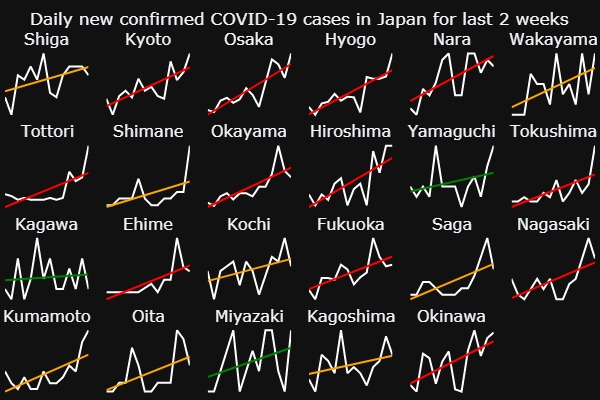 Daily new confirmed COVID-19 cases in Japan for last 2 weeks
Shiga Kyoto Osaka Hyogo Nara Wakayama
Tottori Shimane Okayama Hiroshima Yamaguchi Tokushima
Kagawa Ehime Kochi Fukuoka Saga Nagasaki
Kumamoto Oita Miyazaki Kagoshima Okinawa